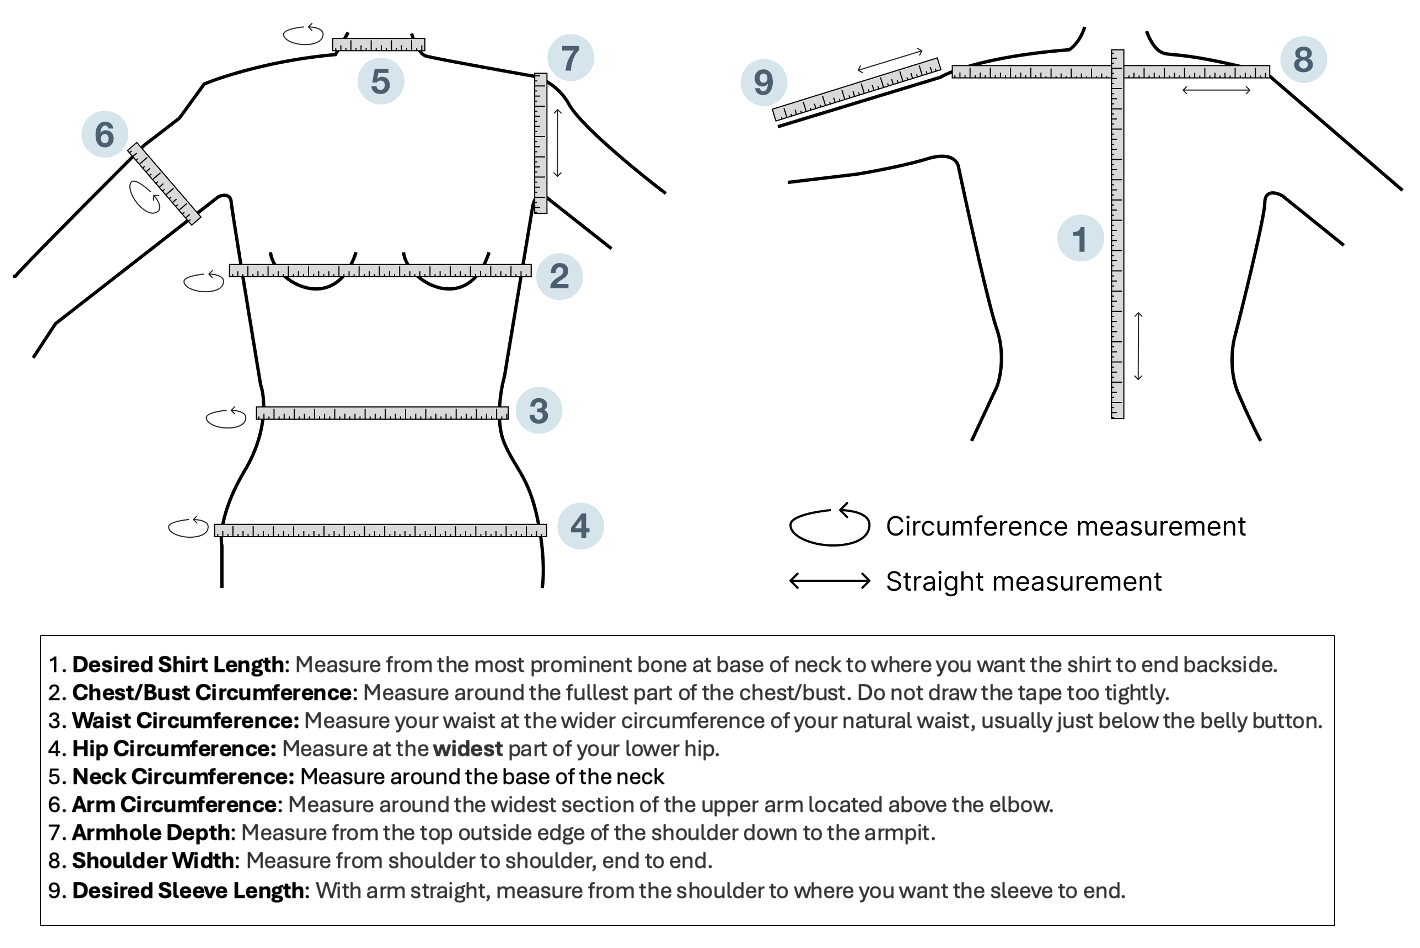 5
7
6
2
3
4
9
8
1
Circumference measurement
Straight measurement
1. Desired Shirt Length: Measure from the most prominent bone at base of neck to where you want the shirt to end backside.
2. Chest/Bust Circumference: Measure around the fullest part of the chest/bust. Do not draw the tape too tightly.
3. Waist Circumference: Measure your waist at the wider circumference of your natural waist, usually just below the belly button.
4. Hip Circumference: Measure at the widest part of your lower hip.
5. Neck Circumference: Measure around the base of the neck
6. Arm Circumference: Measure around the widest section of the upper arm located above the elbow.
7. Armhole Depth: Measure from the top outside edge of the shoulder down to the armpit.
8. Shoulder Width: Measure from shoulder to shoulder, end to end.
9. Desired Sleeve Length: With arm straight, measure from the shoulder to where you want the sleeve to end.